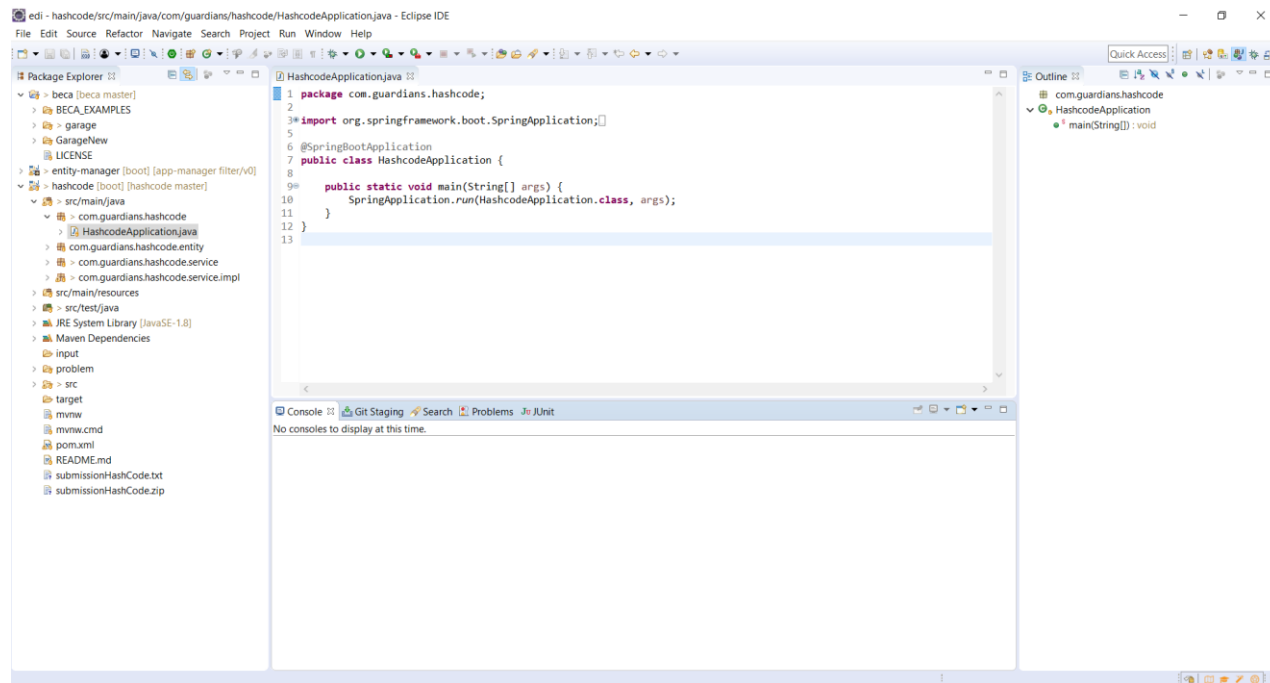 edi - hashcode/src/main/java/com/guardians/hashcode/HashcodeApplication.java - Eclipse IDE
File Edit Source Refactor Navigate Search Project Run Window Help
Quick Access
Package Explorer
> beca [beca master]
BECA_EXAMPLES
> garage
GarageNew
LICENSE
> entity-manager [boot] [app-manager filter/v0]
> hashcode [boot] [hashcode master]
> src/main/java
> com.guardians.hashcode
> HashcodeApplication.java
com.guardians.hashcode.entity
> com.guardians.hashcode.service
> com.guardians.hashcode.service.impl
src/main/resources
> src/test/java
JRE System Library [JavaSE-1.8]
Maven Dependencies
input
problem
> src
target
mvnw
mvnw.cmd
pom.xml
README.md
submissionHashCode.txt
submissionHashCode.zip
HashcodeApplication.java
1 package com.guardians.hashcode;
2
3 import org.springframework.boot.SpringApplication;
5
6 @SpringBootApplication
7 public class HashcodeApplication {
8
9 public static void main(String[] args) {
10 SpringApplication.run(HashcodeApplication.class, args);
11 }
12 }
13
Console Git Staging Search Problems JUnit
No consoles to display at this time.
Outline
com.guardians.hashcode
HashcodeApplication
main(String[]) : void